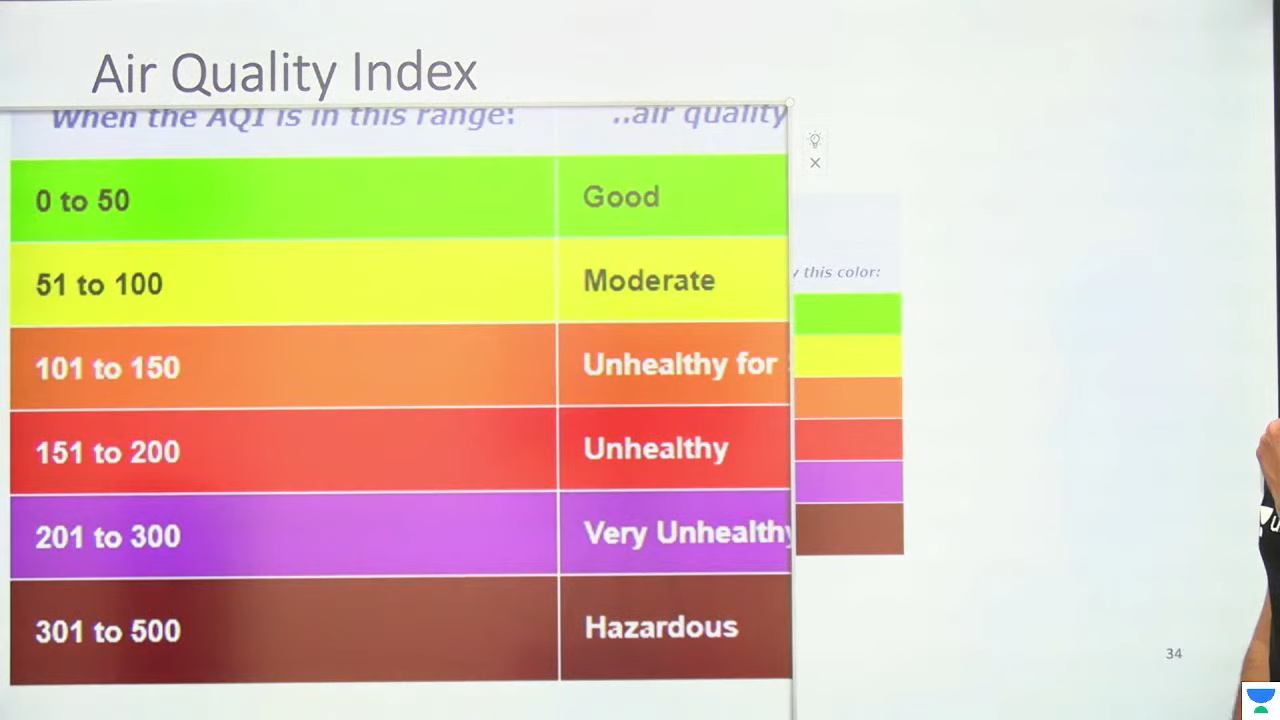 Air Quality Index
When the AQI is in this range: ..air quality
0 to 50 Good
51 to 100 Moderate
101 to 150 Unhealthy for
151 to 200 Unhealthy
201 to 300 Very Unhealthy
301 to 500 Hazardous
this color:
34